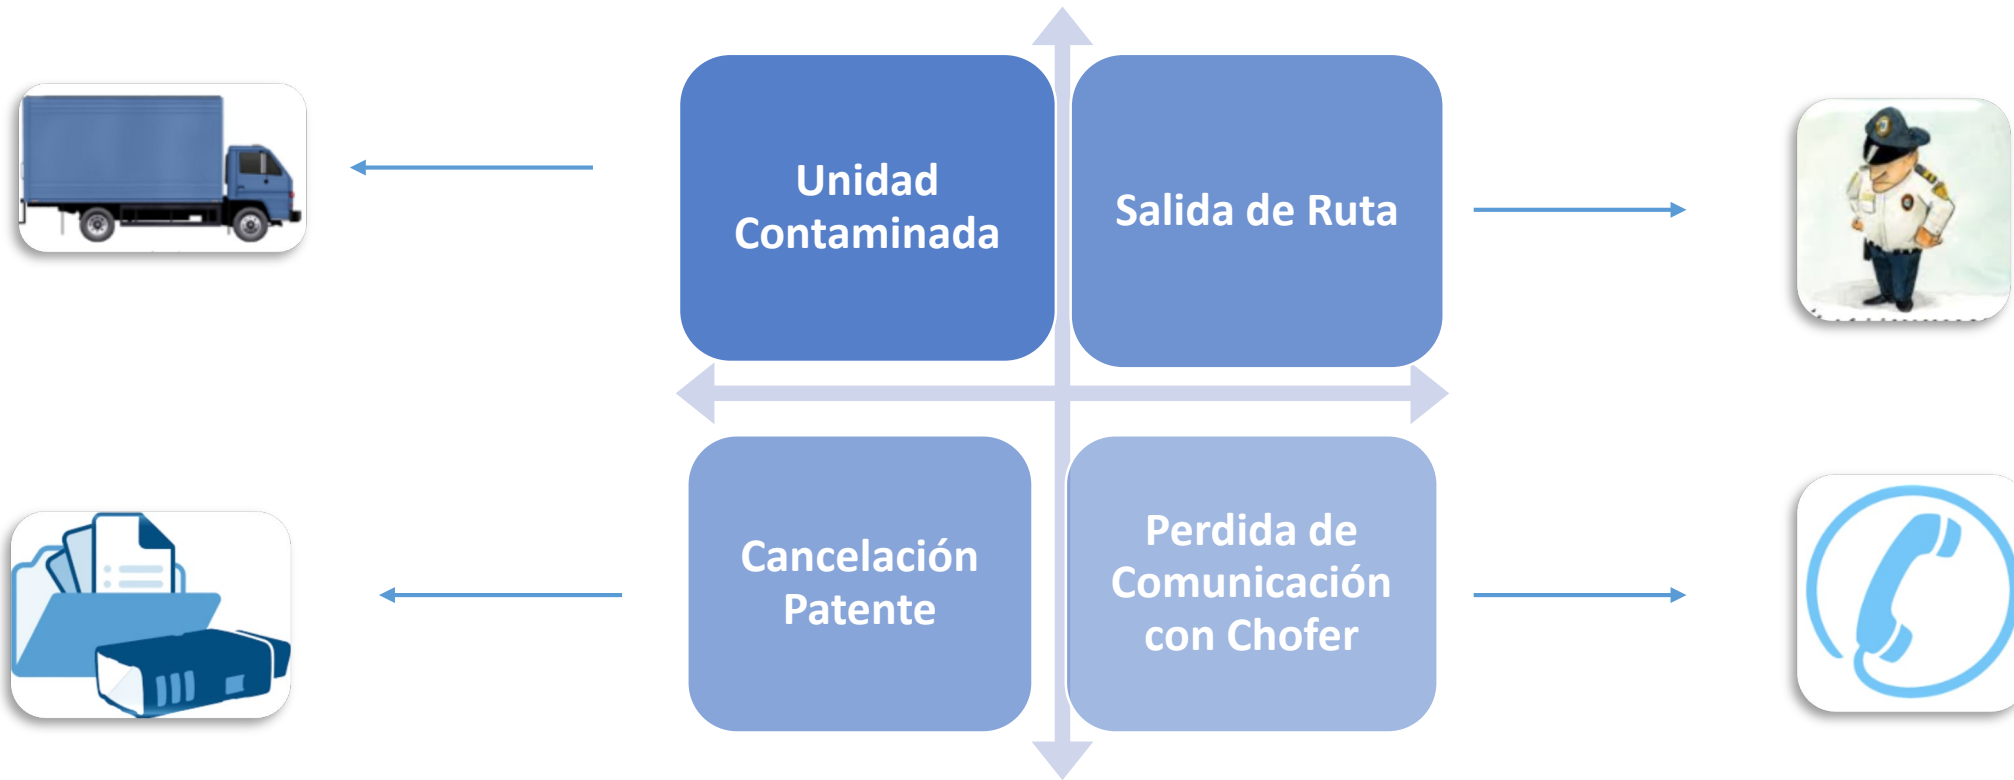 Unidad
Contaminada
Salida de Ruta
Cancelación
Patente
Perdida de
Comunicación
con Chofer